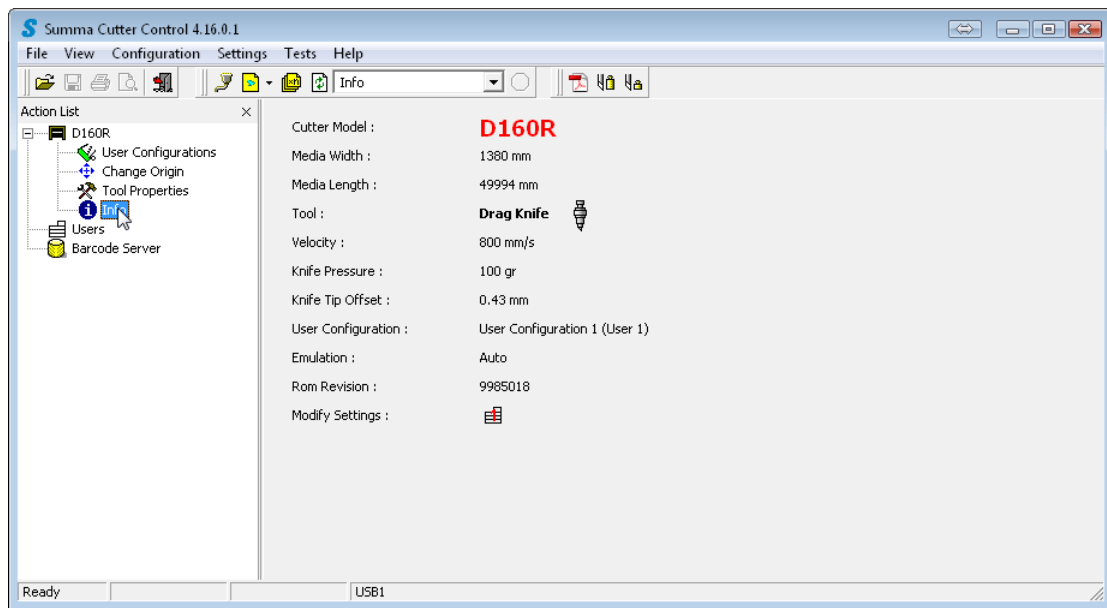 Summa Cutter Control 4.16.0.1
File View Configuration Settings Tests Help
Info
Action List
D160R
User Configurations
Change Origin
Tool Properties
Info
Users
Barcode Server
Cutter Model : D160R
Media Width : 1380 mm
Media Length : 49994 mm
Tool : Drag Knife
Velocity : 800 mm/s
Knife Pressure : 100 gr
Knife Tip Offset : 0.43 mm
User Configuration : User Configuration 1 (User 1)
Emulation : Auto
Rom Revision : 9985018
Modify Settings :
Ready USB1